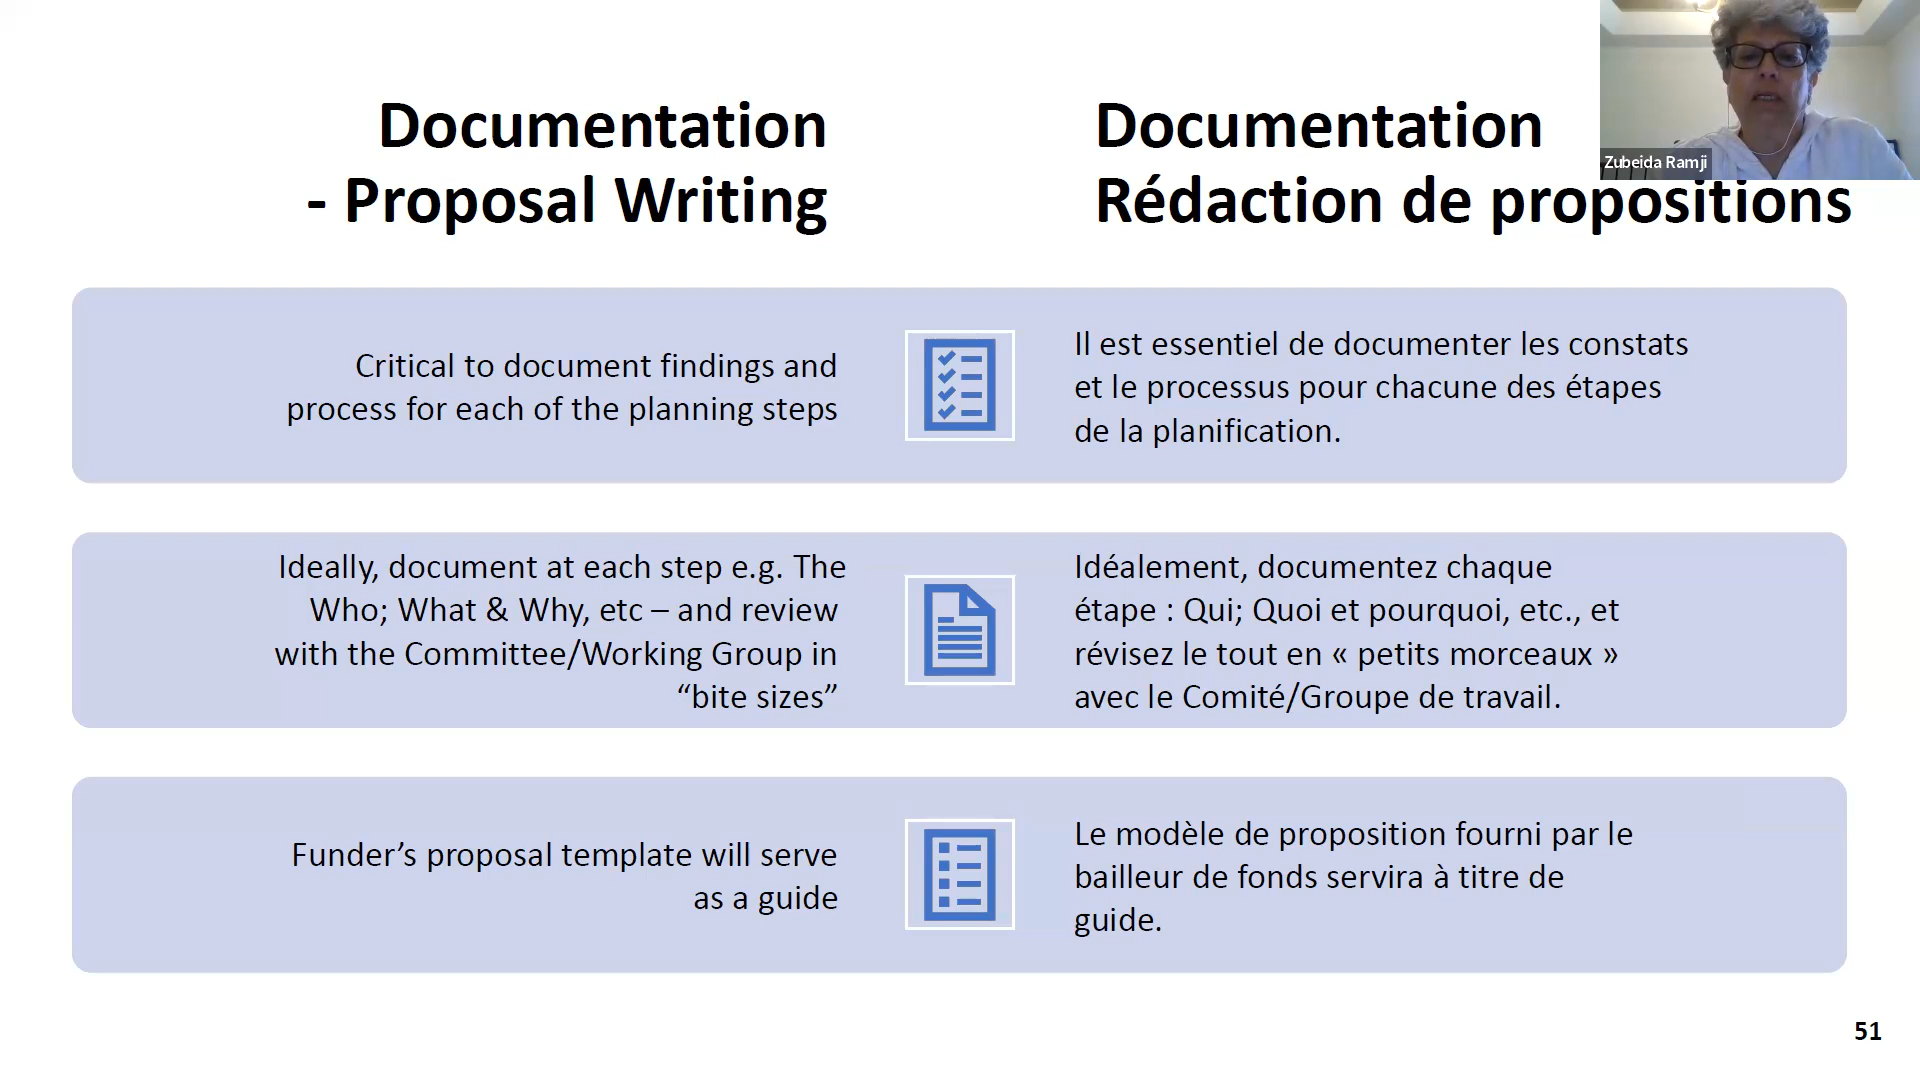 Documentation
- Proposal Writing
Documentation
Rédaction de propositions
Zubeida Ramji
Critical to document findings and
process for each of the planning steps
Il est essentiel de documenter les constats
et le processus pour chacune des étapes
de la planification.
Ideally, document at each step e.g. The
Who; What & Why, etc – and review
with the Committee/Working Group in
“bite sizes”
Idéalement, documentez chaque
étape : Qui; Quoi et pourquoi, etc., et
révisez le tout en « petits morceaux »
avec le Comité/Groupe de travail.
Funder’s proposal template will serve
as a guide
Le modèle de proposition fourni par le
bailleur de fonds servira à titre de
guide.
51